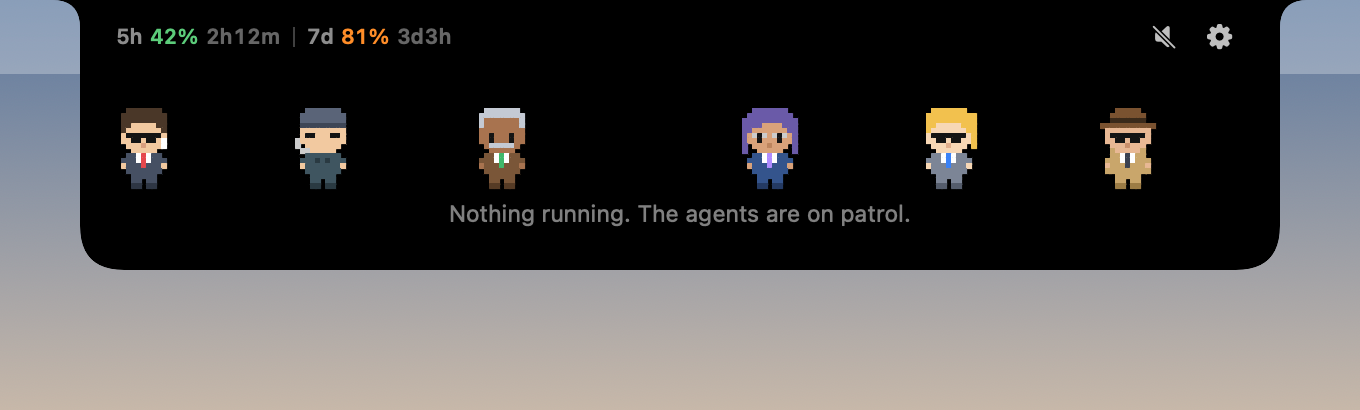 5h 42% 2h12m | 7d 81% 3d3h
Nothing running. The agents are on patrol.